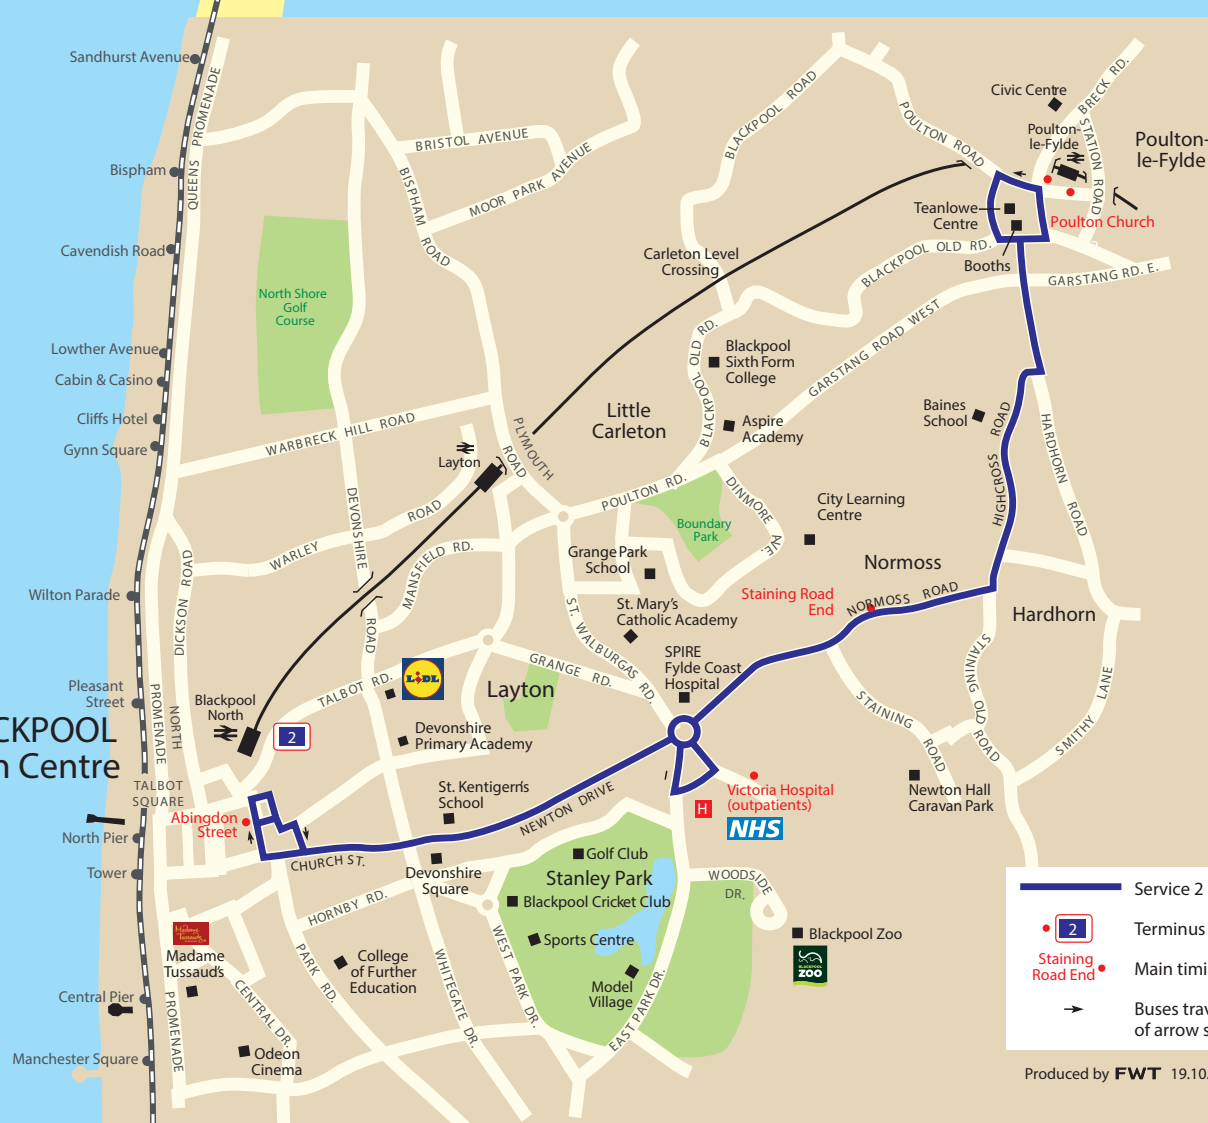 Sandhurst Avenue
QUEENS PROMENADE
Bispham
Cavendish Road
Lowther Avenue
Cabin & Casino
Cliffs Hotel
Gynn Square
Wilton Parade
Pleasant
Street
CKPOOL
n Centre
TALBOT
SQUARE
North Pier
Tower
Central Pier
Manchester Square
PROMENADE
PROMENADE
DICKSON ROAD
NORTH
North Shore
Golf
Course
BRISTOL AVENUE
MOOR PARK AVENUE
BISPHAM ROAD
WARBRECK HILL ROAD
DEVONSHIRE
ROAD
WARLEY ROAD
MANSFIELD RD.
Layton
PLYMOUTH
ROAD
Blackpool
North
2
TALBOT RD.
LiDL
Devonshire
Primary Academy
Layton
GRANGE RD.
ST. WALBURGAS RD.
Abingdon
Street
CHURCH ST.
St. Kentigerns
School
NEWTON DRIVE
Devonshire
Square
HORNBY RD.
Madame
Tussaud's
Madame
Tussaud's
CENTRAL DR.
PARK RD.
College
of Further
Education
Odeon
Cinema
WHITEGATE DR.
WEST PARK DR.
EAST PARK DR.
Golf Club
Stanley Park
Blackpool Cricket Club
Sports Centre
Model
Village
WOODSIDE
DR.
Blackpool Zoo
BLACKPOOL
ZOO
H
NHS
Victoria Hospital
(outpatients)
SPIRE
Fylde Coast
Hospital
St. Mary's
Catholic Academy
Grange Park
School
POULTON RD.
Boundary
Park
DINMORE
AVE.
City Learning
Centre
Little
Carleton
Blackpool
Sixth Form
College
Aspire
Academy
BLACKPOOL OLD RD.
GARSTANG ROAD WEST
Carleton Level
Crossing
BLACKPOOL ROAD
POULTON ROAD
BLACKPOOL OLD RD.
Civic Centre
BRECK RD.
STATION ROAD
Poulton-
le-Fylde
Poulton-
le-Fylde
Poulton Church
Teanlowe
Centre
Booths
GARSTANG RD. E.
Baines
School
HIGHCROSS ROAD
HARDHORN ROAD
Normoss
NORMOSS ROAD
Staining Road
End
Hardhorn
STAINING OLD ROAD
STAINING ROAD
SMITHY LANE
Newton Hall
Caravan Park
Service 2
2
Terminus
Staining
Road End
Main timi
Buses trav
of arrow s
Produced by FWT 19.10.